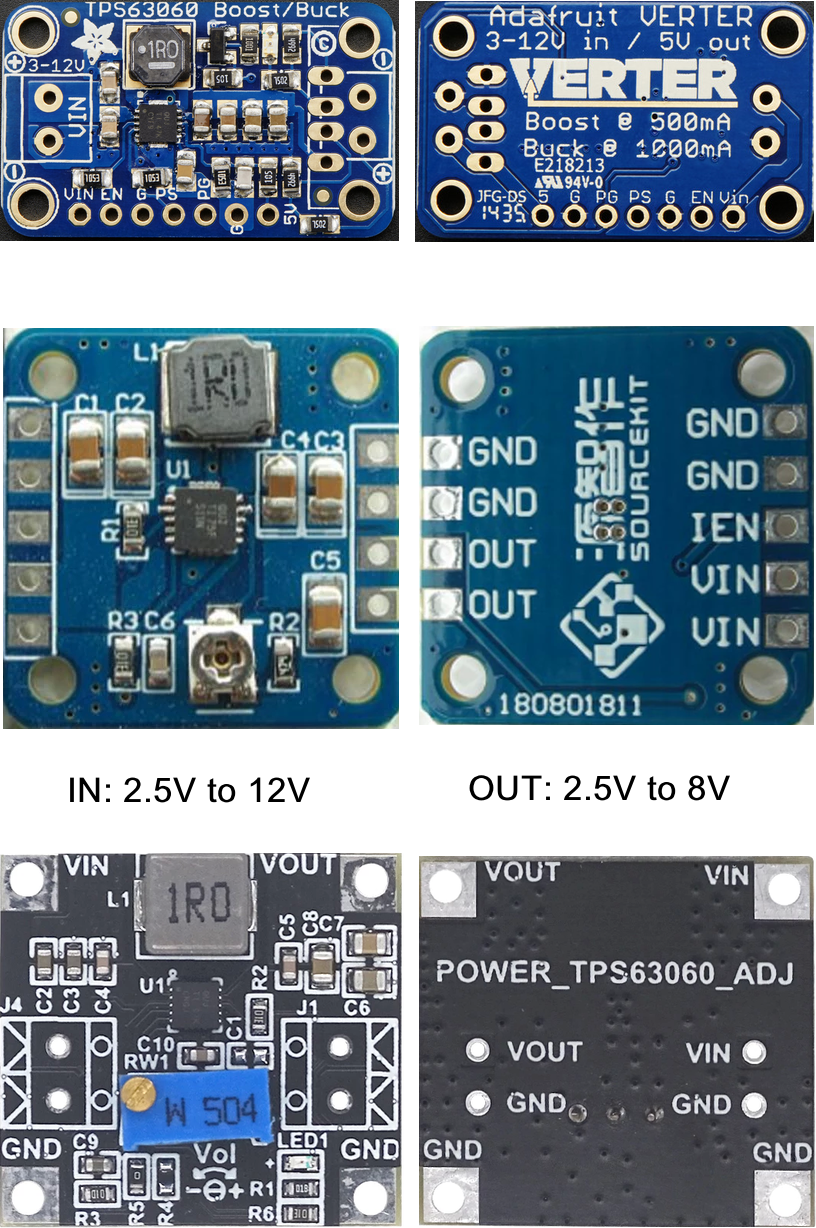 TPS63060 Boost/Buck
1R0
3-12V
VIN
VIN EN G PS PG G 5V
Adafruit VERTER
3-12V in / 5V out
VERTER
Boost @ 500mA
Buck @ 1000mA
E218213
94V-0
JFG-DS
1435
5 G PG PS G EN Vin
L1
1R0
C1 C2
C4 C3
U1
R1
C5
R3 C6 R2
GND
GND
OUT
OUT
源智作
SOURCEKIT
GND
GND
IEN
VIN
VIN
180801811
IN: 2.5V to 12V
OUT: 2.5V to 8V
VIN
VOUT
L1
1R0
C5 C8 C7
C2 C3 C4
U1
R2
J4
J1
C6
C10
C1
RW1
W 504
GND
C9
Vol
- +
LED1
+
GND
R3 R5 R4
R1
R6
VOUT
VIN
POWER_TPS63060_ADJ
VOUT
VIN
GND
GND
GND
GND